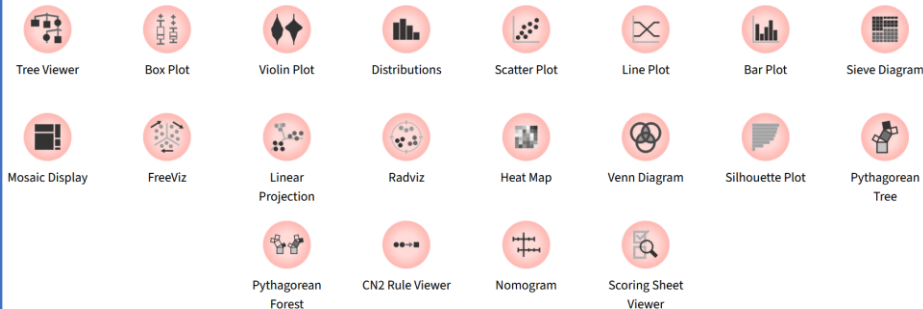 Tree Viewer
Box Plot
Violin Plot
Distributions
Scatter Plot
Line Plot
Bar Plot
Sieve Diagram
Mosaic Display
FreeViz
Linear
Projection
Radviz
Heat Map
Venn Diagram
Silhouette Plot
Pythagorean
Tree
Pythagorean
Forest
CN2 Rule Viewer
Nomogram
Scoring Sheet
Viewer